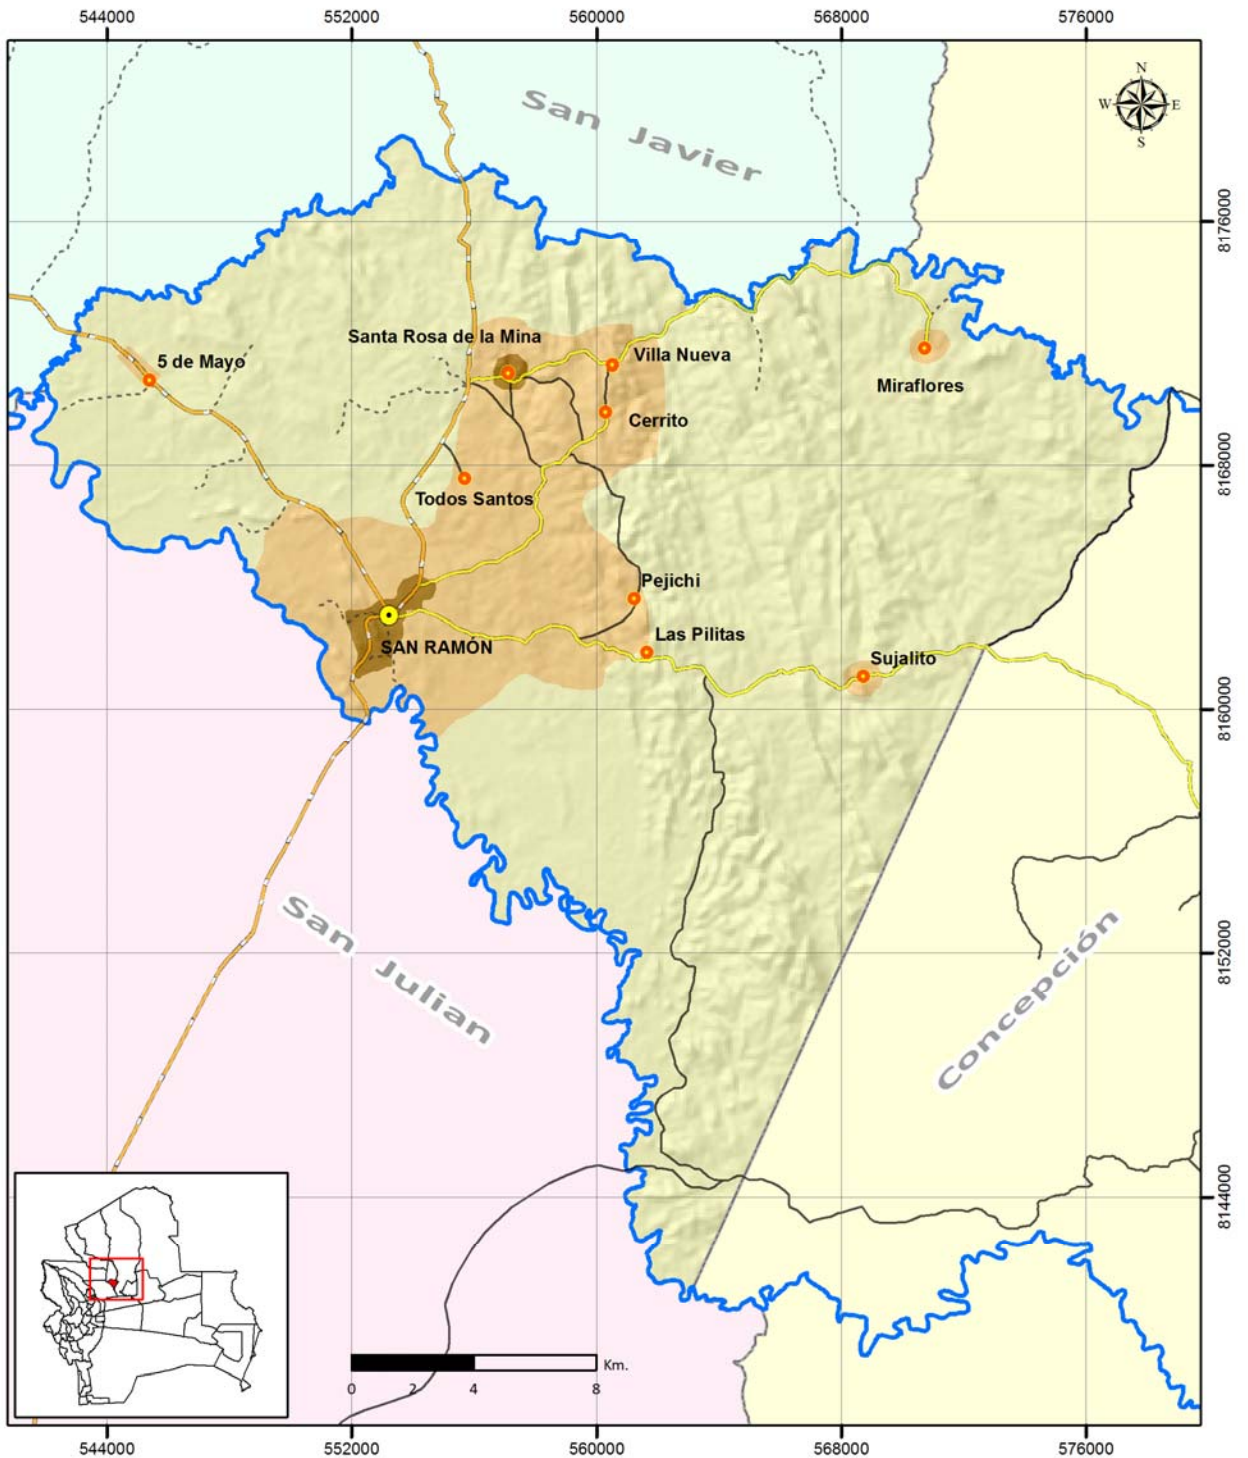 544000 552000 560000 568000 576000
N
W E
S
San Javier
8176000
Santa Rosa de la Mina
Villa Nueva
5 de Mayo
Miraflores
Cerrito
8168000
Todos Santos
Pejichi
Las Pilitas
SAN RAMÓN
Sujalito
8160000
San Julian
Concepción
8152000
8144000
Km.
0 2 4 8
544000 552000 560000 568000 576000